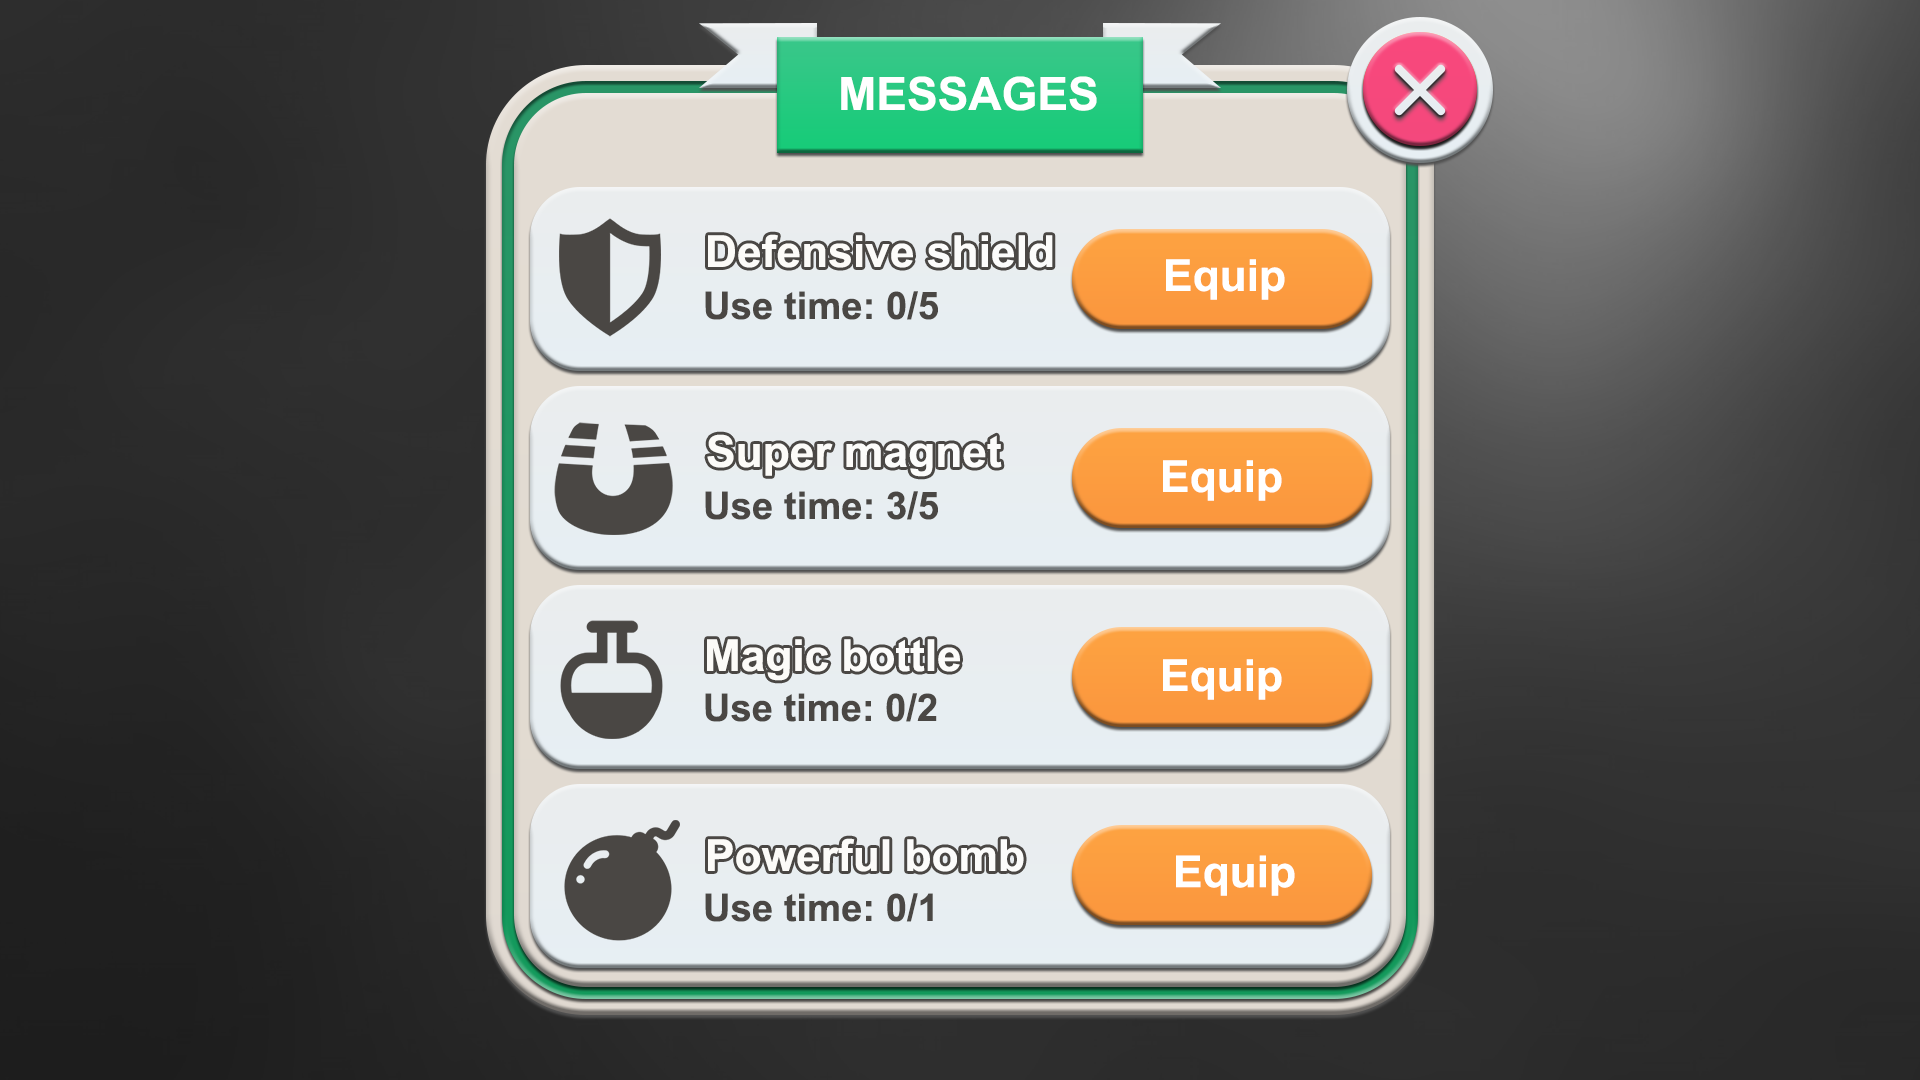 MESSAGES
Defensive shield
Use time: 0/5
Equip
Super magnet
Use time: 3/5
Equip
Magic bottle
Use time: 0/2
Equip
Powerful bomb
Use time: 0/1
Equip